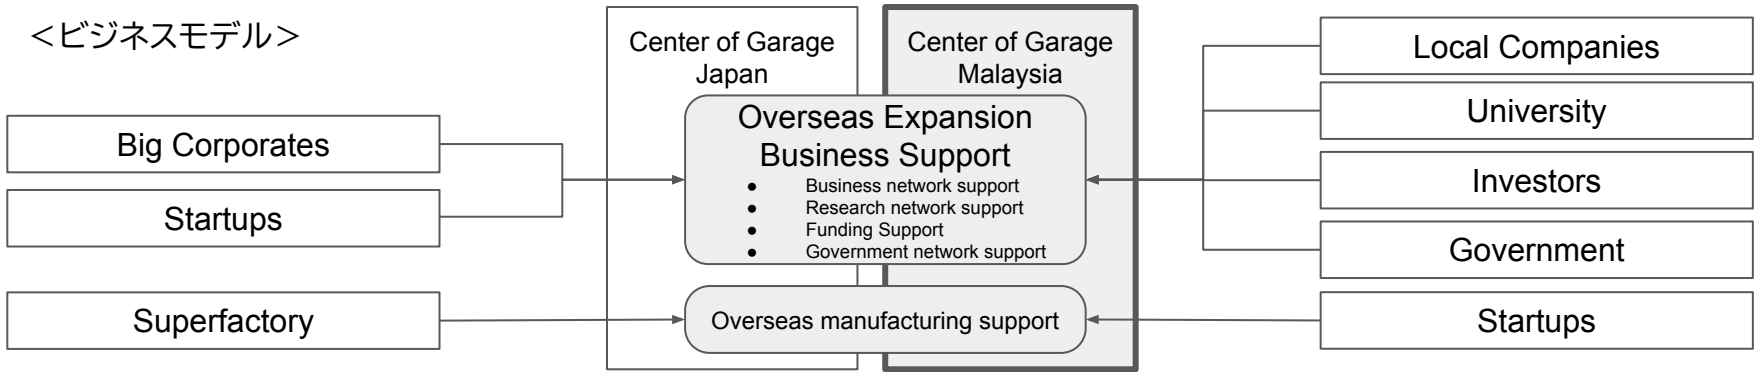 ＜ビジネスモデル＞
Center of Garage
Japan
Center of Garage
Malaysia
Big Corporates
Startups
Superfactory
Overseas Expansion
Business Support
● Business network support
● Research network support
● Funding Support
● Government network support
Overseas manufacturing support
Local Companies
University
Investors
Government
Startups